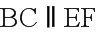 BC ∥ EF